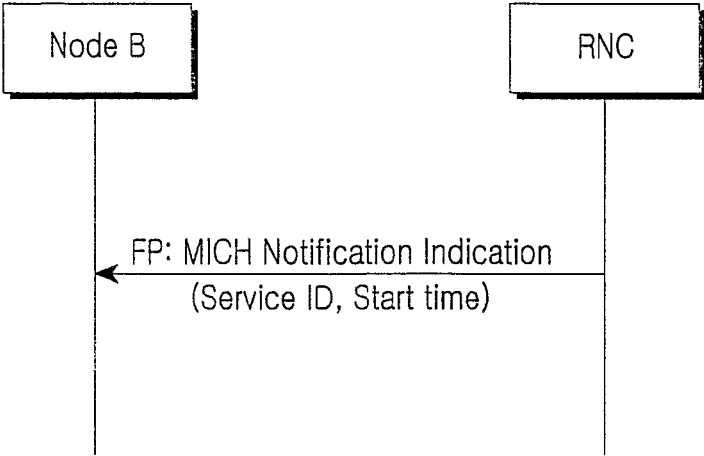 Node B
RNC
FP: MICH Notification Indication
(Service ID, Start time)